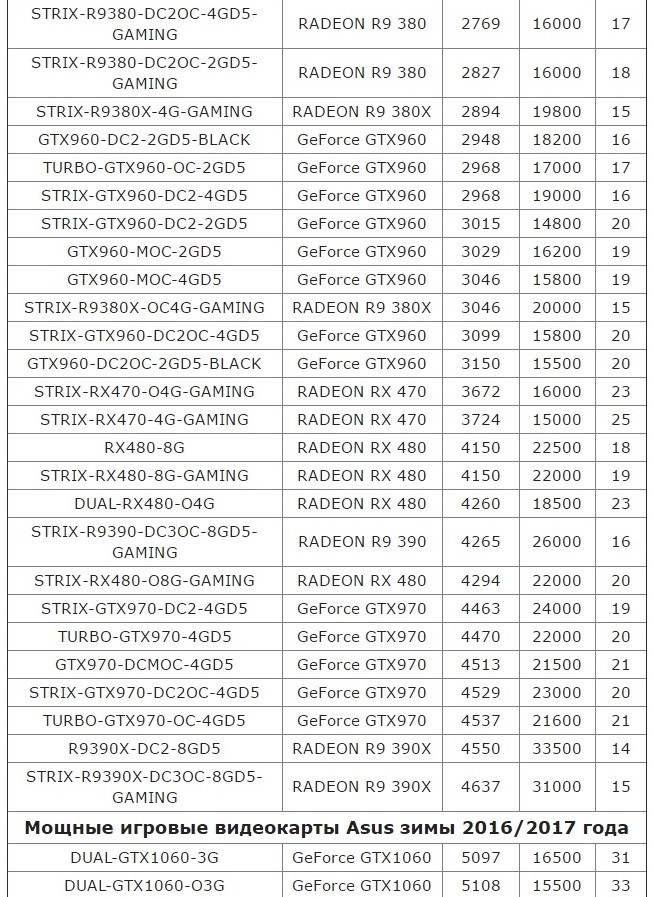 STRIX-R9380-DC2OC-4GD5-
GAMING RADEON R9 380 2769 16000 17
STRIX-R9380-DC2OC-2GD5-
GAMING RADEON R9 380 2827 16000 18
STRIX-R9380X-4G-GAMING RADEON R9 380X 2894 19800 15
GTX960-DC2-2GD5-BLACK GeForce GTX960 2948 18200 16
TURBO-GTX960-OC-2GD5 GeForce GTX960 2968 17000 17
STRIX-GTX960-DC2-4GD5 GeForce GTX960 2968 19000 16
STRIX-GTX960-DC2-2GD5 GeForce GTX960 3015 14800 20
GTX960-MOC-2GD5 GeForce GTX960 3029 16200 19
GTX960-MOC-4GD5 GeForce GTX960 3046 15800 19
STRIX-R9380X-OC4G-GAMING RADEON R9 380X 3046 20000 15
STRIX-GTX960-DC2OC-4GD5 GeForce GTX960 3099 15800 20
GTX960-DC2OC-2GD5-BLACK GeForce GTX960 3150 15500 20
STRIX-RX470-O4G-GAMING RADEON RX 470 3672 16000 23
STRIX-RX470-4G-GAMING RADEON RX 470 3724 15000 25
RX480-8G RADEON RX 480 4150 22500 18
STRIX-RX480-8G-GAMING RADEON RX 480 4150 22000 19
DUAL-RX480-O4G RADEON RX 480 4260 18500 23
STRIX-R9390-DC3OC-8GD5-
GAMING RADEON R9 390 4265 26000 16
STRIX-RX480-O8G-GAMING RADEON RX 480 4294 22000 20
STRIX-GTX970-DC2-4GD5 GeForce GTX970 4463 24000 19
TURBO-GTX970-4GD5 GeForce GTX970 4470 22000 20
GTX970-DCMOC-4GD5 GeForce GTX970 4513 21500 21
STRIX-GTX970-DC2OC-4GD5 GeForce GTX970 4529 23000 20
TURBO-GTX970-OC-4GD5 GeForce GTX970 4537 21600 21
R9390X-DC2-8GD5 RADEON R9 390X 4550 33500 14
STRIX-R9390X-DC3OC-8GD5-
GAMING RADEON R9 390X 4637 31000 15
Мощные игровые видеокарты Asus зимы 2016/2017 года
DUAL-GTX1060-3G GeForce GTX1060 5097 16500 31
DUAL-GTX1060-O3G GeForce GTX1060 5108 15500 33